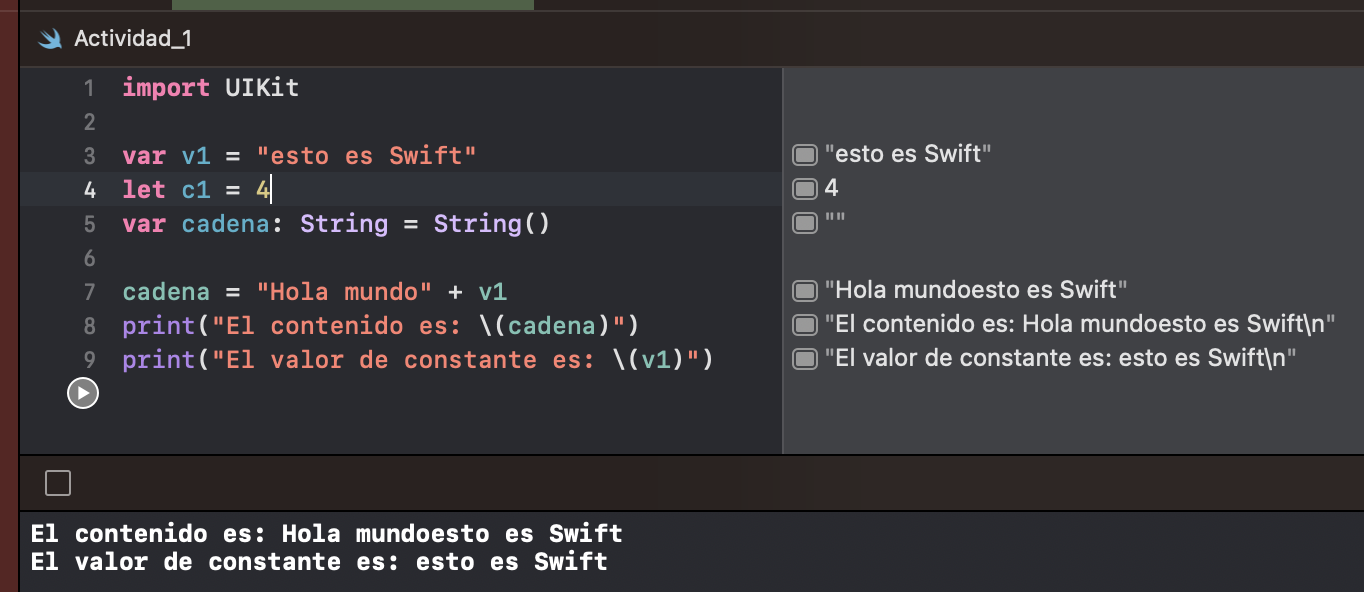 Actividad_1
1 import UIKit
2
3 var v1 = "esto es Swift" "esto es Swift"
4 let c1 = 4 4
5 var cadena: String = String() ""
6
7 cadena = "Hola mundo" + v1 "Hola mundoesto es Swift"
8 print("El contenido es: \(cadena)") "El contenido es: Hola mundoesto es Swift\n"
9 print("El valor de constante es: \(v1)") "El valor de constante es: esto es Swift\n"
El contenido es: Hola mundoesto es Swift
El valor de constante es: esto es Swift